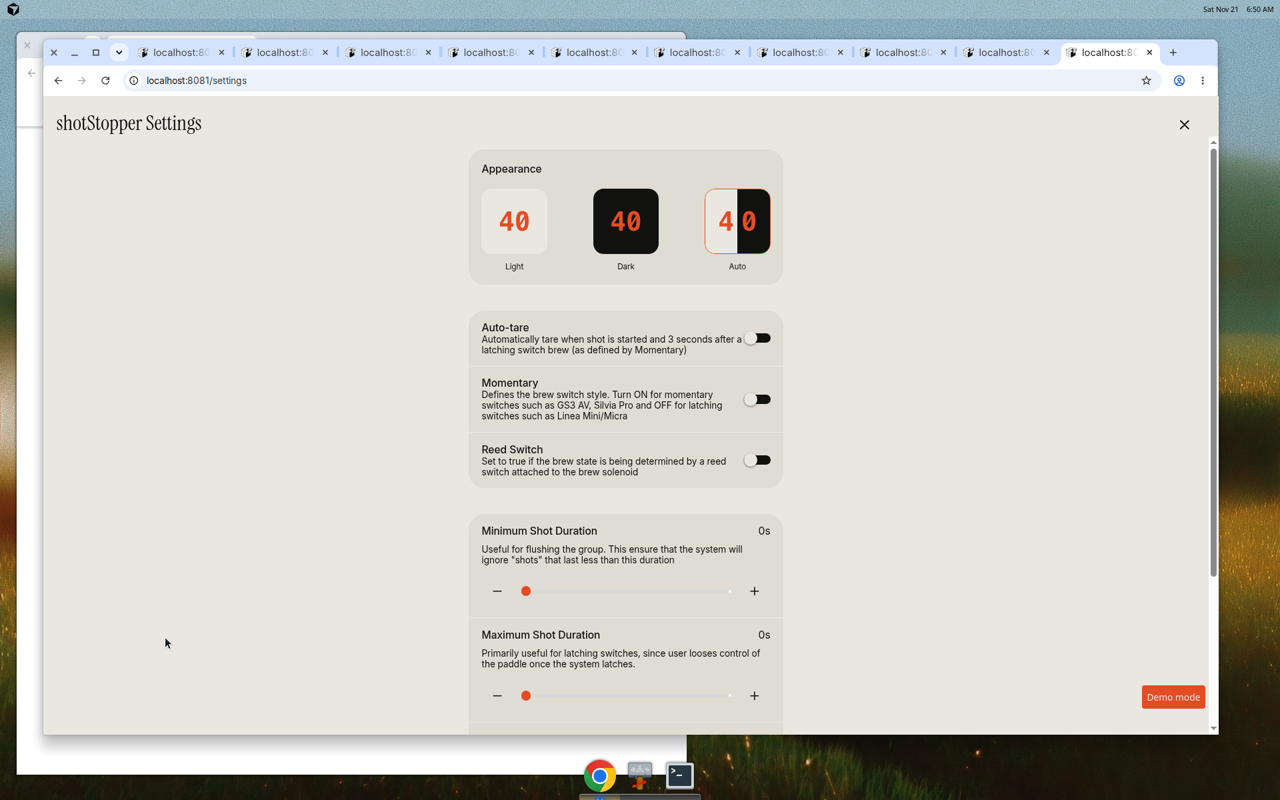 Sat Nov 21 6:50 AM
localhost:80
localhost:80
localhost:80
localhost:80
localhost:80
localhost:80
localhost:80
localhost:80
localhost:80
localhost:80
localhost:8081/settings
shotStopper Settings
Appearance
40
40
40
Light
Dark
Auto
Auto-tare
Automatically tare when shot is started and 3 seconds after a
latching switch brew (as defined by Momentary)
Momentary
Defines the brew switch style. Turn ON for momentary
switches such as GS3 AV, Silvia Pro and OFF for latching
switches such as Linea Mini/Micra
Reed Switch
Set to true if the brew state is being determined by a reed
switch attached to the brew solenoid
Minimum Shot Duration 0s
Useful for flushing the group. This ensure that the system will
ignore "shots" that last less than this duration
Maximum Shot Duration 0s
Primarily useful for latching switches, since user looses control of
the paddle once the system latches.
Demo mode